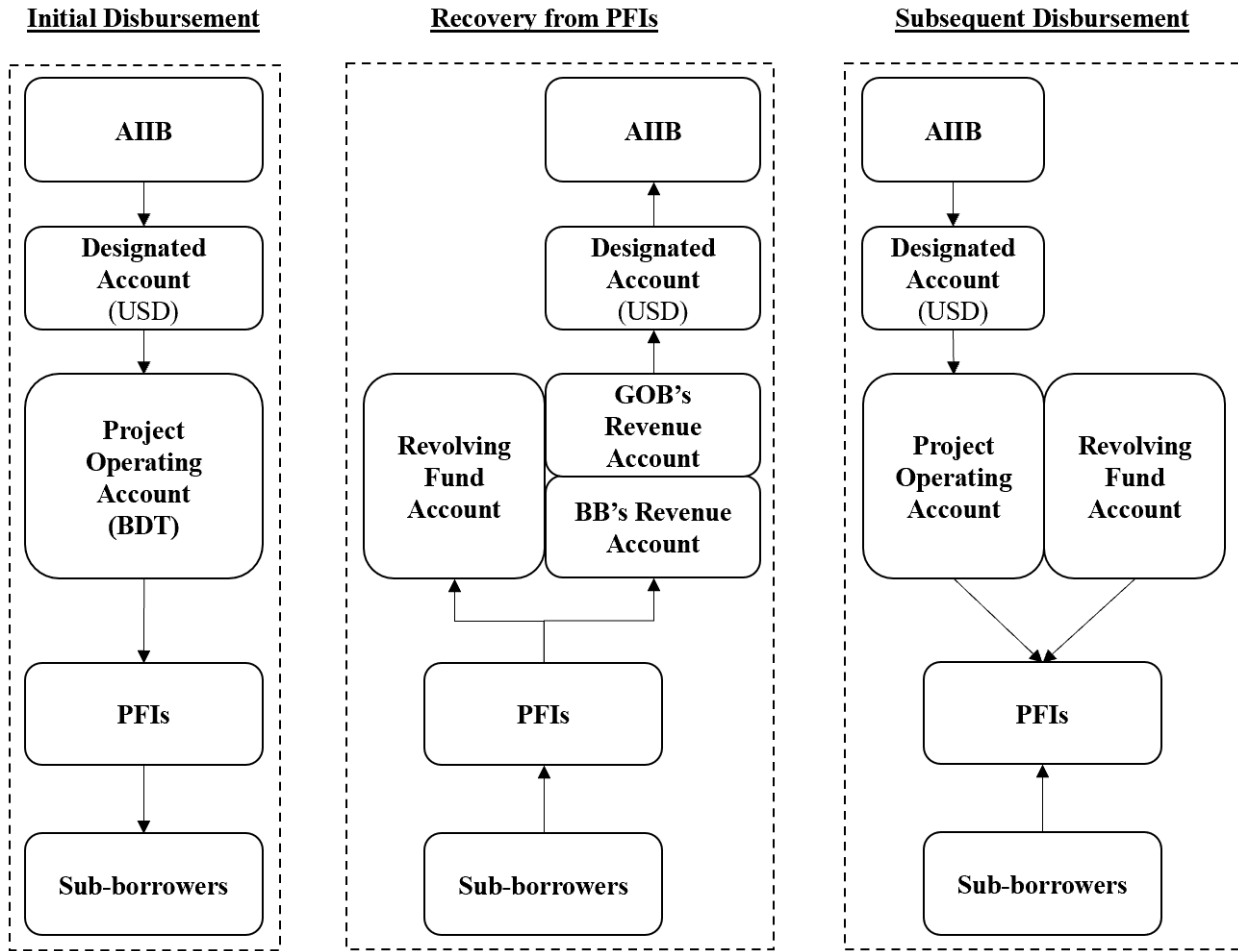 Initial Disbursement
AIIB
Designated
Account
(USD)
Project
Operating
Account
(BDT)
PFIs
Sub-borrowers
Recovery from PFIs
AIIB
Designated
Account
(USD)
Revolving
Fund
Account
GOB’s
Revenue
Account
BB’s Revenue
Account
PFIs
Sub-borrowers
Subsequent Disbursement
AIIB
Designated
Account
(USD)
Project
Operating
Account
Revolving
Fund
Account
PFIs
Sub-borrowers